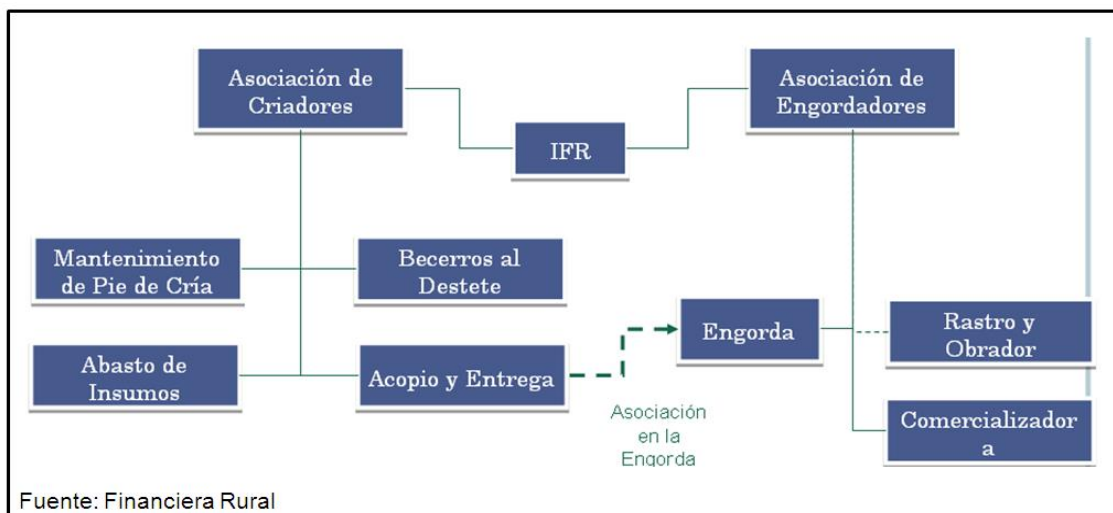 Asociación de
Criadores
Asociación de
Engordadores
IFR
Mantenimiento
de Pie de Cría
Becerros al
Destete
Engorda
Rastro y
Obrador
Abasto de
Insumos
Acopio y Entrega
Asociación
en la
Engorda
Comercializador
a
Fuente: Financiera Rural